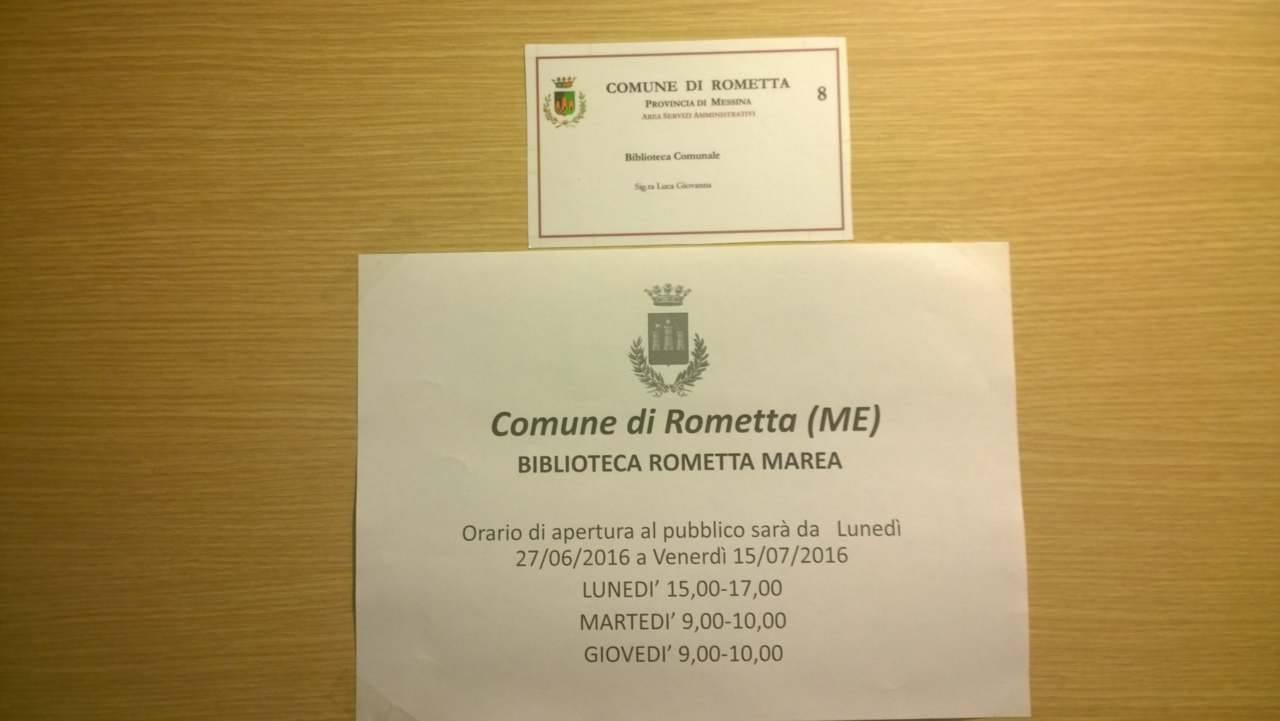 COMUNE DI ROMETTA
PROVINCIA DI MESSINA
AREA SERVIZI AMMINISTRATIVI
8
Biblioteca Comunale
Sig.ra Luca Giovanna
Comune di Rometta (ME)
BIBLIOTECA ROMETTA MAREA
Orario di apertura al pubblico sarà da Lunedì
27/06/2016 a Venerdì 15/07/2016
LUNEDI' 15,00-17,00
MARTEDI' 9,00-10,00
GIOVEDI' 9,00-10,00